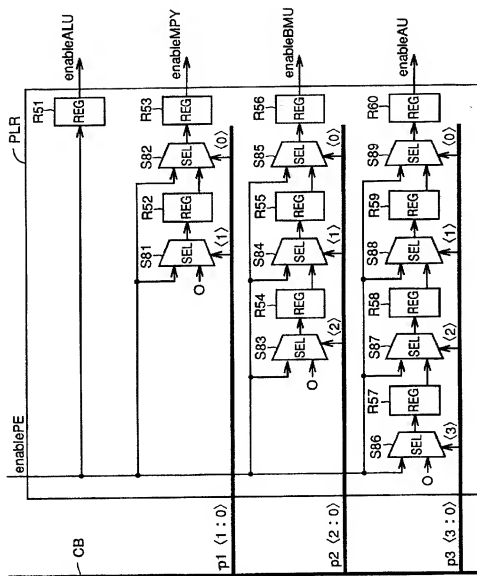 PLR
enableALU
R51
REG
enablePE
enableMPY
R53
REG
S82
SEL
⟨0⟩
R52
REG
S81
SEL
⟨1⟩
O
p1 ⟨1 : 0⟩
enableBMU
R56
REG
S85
SEL
⟨0⟩
R55
REG
S84
SEL
⟨1⟩
R54
REG
S83
SEL
⟨2⟩
O
p2 ⟨2 : 0⟩
enableAU
R60
REG
S89
SEL
⟨0⟩
R59
REG
S88
SEL
⟨1⟩
R58
REG
S87
SEL
⟨2⟩
R57
REG
S86
SEL
⟨3⟩
O
p3 ⟨3 : 0⟩
CB